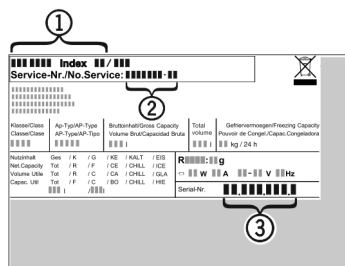 1
Index /
Service-Nr./No.Service: -
2
Klasse/Class Ap-Typ/AP-Type Bruttoinhalt/Gross Capacity Total Gefriervermoegen/Freezing Capacity
Classe/Clase AP-Type/AP-Tipo Volume Brut/Capacidad Bruta volume Pouvoir de Congel./Capac.Congeladora
l l kg / 24 h
Nutzinhalt Ges / K / G / KE / KALT / EIS
Net.Capacity Tot / R / F / CE / CHILL / ICE
Volume Utile Tot / R / C / CA / CHILL / GLA
Capac. Util Tot / F / C / BO / CHILL / HIE
l / l
R : g
W A - V Hz
Serial-Nr. . . .
3